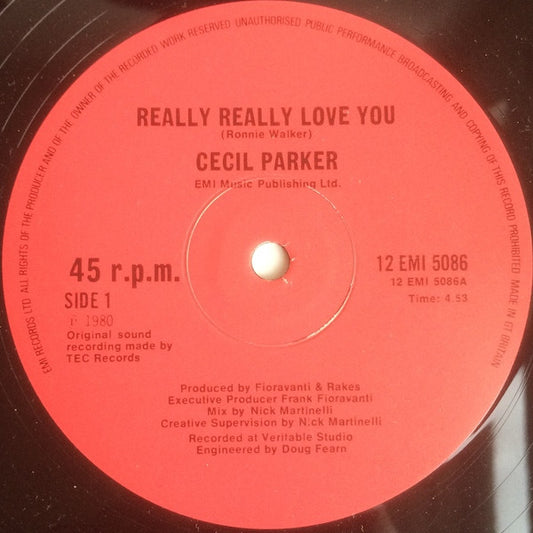 EMI RECORDS LTD ALL RIGHTS OF THE PRODUCER AND OF THE OWNER OF THE RECORDED WORK RESERVED UNAUTHORISED PUBLIC PERFORMANCE BROADCASTING AND COPYING OF THIS RECORD PROHIBITED MADE IN GT BRITAIN
REALLY REALLY LOVE YOU
(Ronnie Walker)
CECIL PARKER
EMI Music Publishing Ltd.
45 r.p.m.
SIDE 1
℗ 1980
Original sound
recording made by
TEC Records
12 EMI 5086
12 EMI 5086A
Time: 4.53
Produced by Fioravanti & Rakes
Executive Producer Frank Fioravanti
Mix by Nick Martinelli
Creative Supervision by Nick Martinelli
Recorded at Veritable Studio
Engineered by Doug Fearn